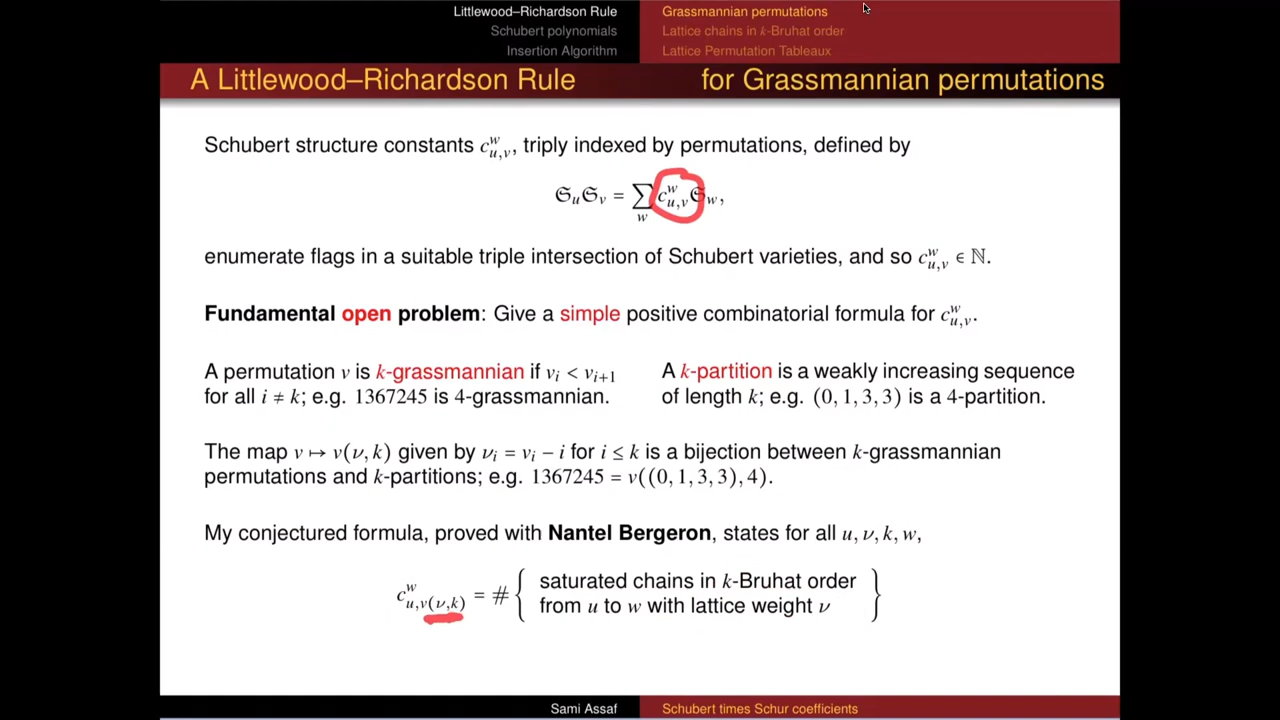 Littlewood–Richardson Rule
Schubert polynomials
Insertion Algorithm
Grassmannian permutations
Lattice chains in k-Bruhat order
Lattice Permutation Tableaux
A Littlewood–Richardson Rule for Grassmannian permutations
Schubert structure constants c^w_{u,v}, triply indexed by permutations, defined by
𝔖_u𝔖_v = ∑_w c^w_{u,v} 𝔖_w,
enumerate flags in a suitable triple intersection of Schubert varieties, and so c^w_{u,v} ∈ ℕ.
Fundamental open problem: Give a simple positive combinatorial formula for c^w_{u,v}.
A permutation v is k-grassmannian if v_i < v_{i+1}
for all i ≠ k; e.g. 1367245 is 4-grassmannian.
A k-partition is a weakly increasing sequence
of length k; e.g. (0, 1, 3, 3) is a 4-partition.
The map v ↦ v(ν, k) given by ν_i = v_i − i for i ≤ k is a bijection between k-grassmannian
permutations and k-partitions; e.g. 1367245 = v((0, 1, 3, 3), 4).
My conjectured formula, proved with Nantel Bergeron, states for all u, ν, k, w,
c^w_{u,v(ν,k)} = # { saturated chains in k-Bruhat order
from u to w with lattice weight ν }
Sami Assaf
Schubert times Schur coefficients